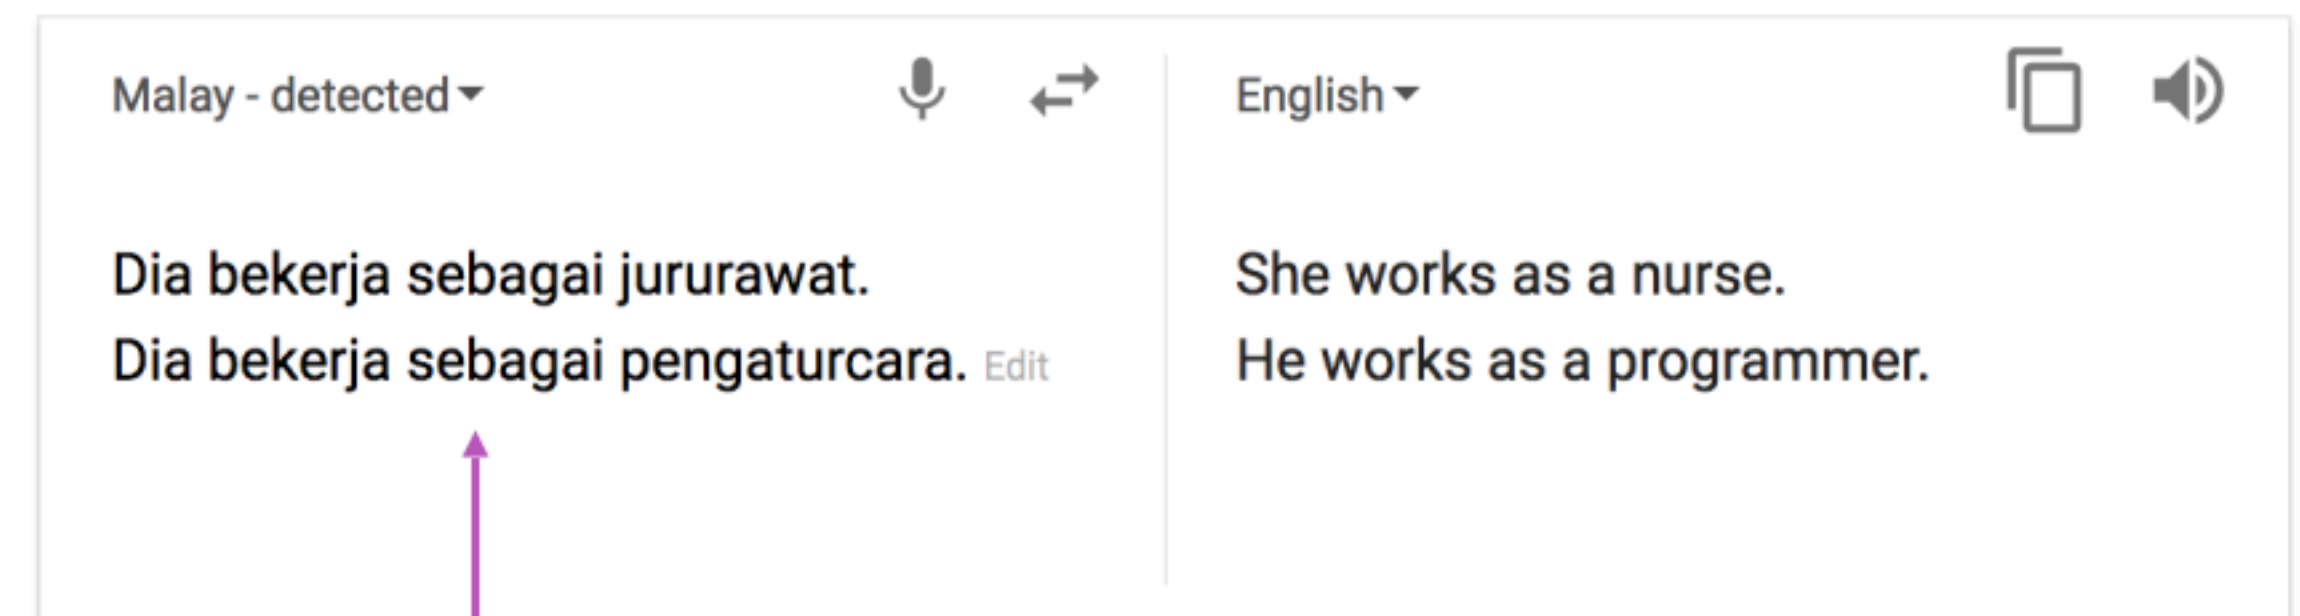 Malay - detected
English
Dia bekerja sebagai jururawat.
Dia bekerja sebagai pengaturcara. Edit
She works as a nurse.
He works as a programmer.